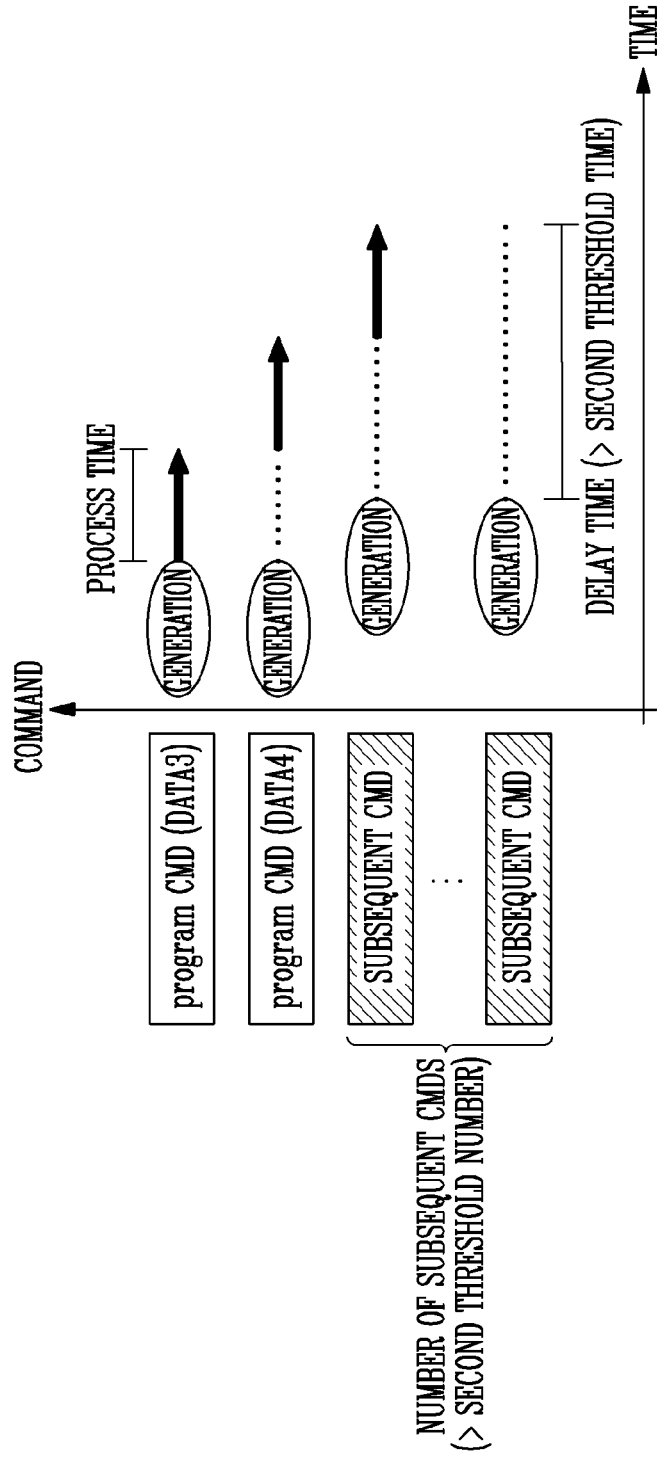 COMMAND
PROCESS TIME
program CMD (DATA3)
GENERATION
program CMD (DATA4)
GENERATION
NUMBER OF SUBSEQUENT CMDS
(> SECOND THRESHOLD NUMBER)
SUBSEQUENT CMD
GENERATION
...
SUBSEQUENT CMD
GENERATION
DELAY TIME (> SECOND THRESHOLD TIME)
TIME